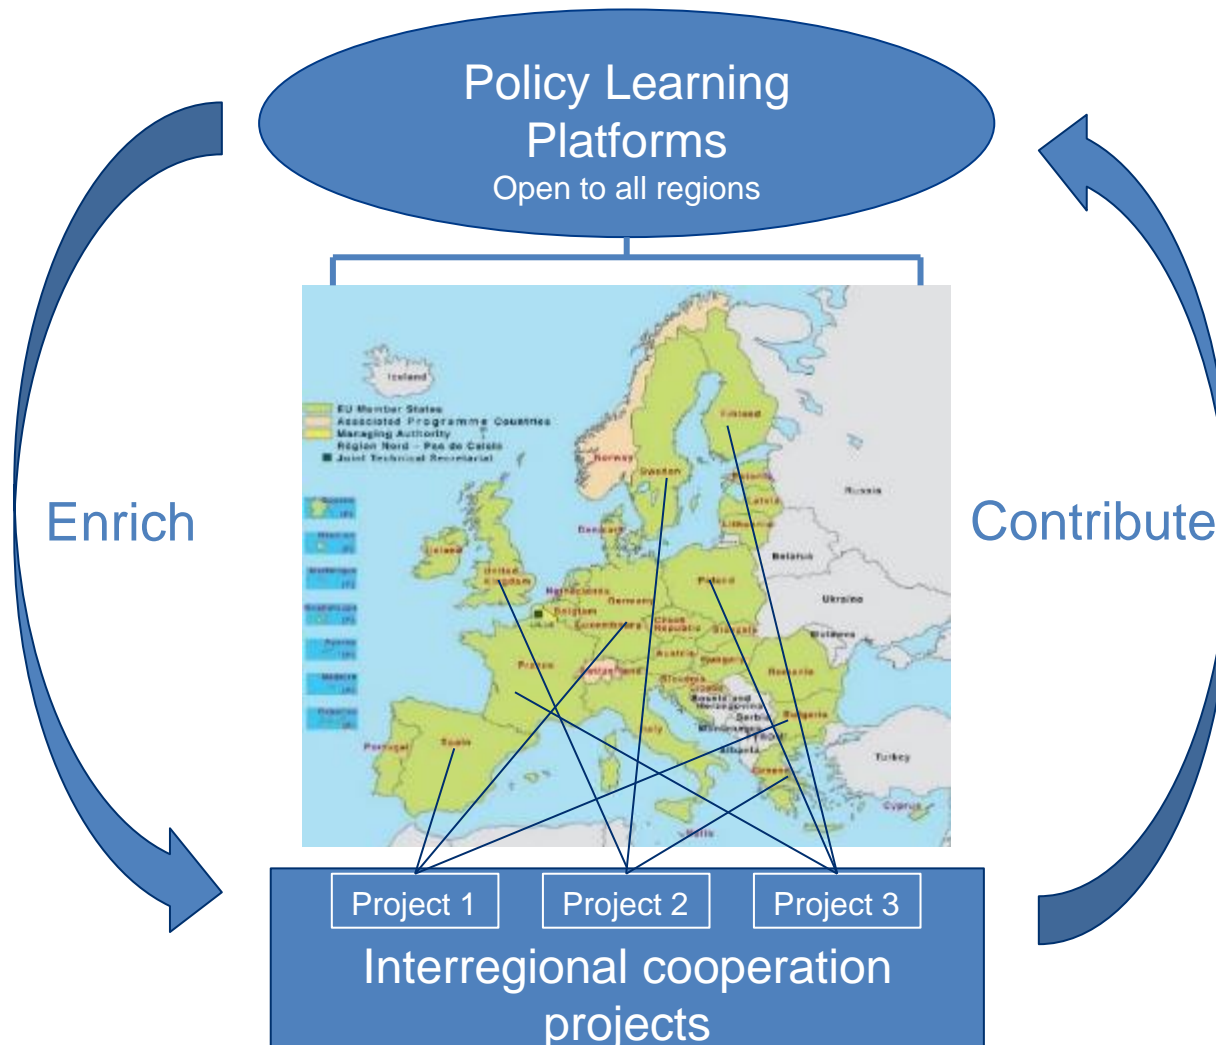 Policy Learning
Platforms
Open to all regions
Iceland
EU Member States
Associated Programme Countries
Managing Authority
Région Nord - Pas de Calais
Joint Technical Secretariat
Finland
Norway
Sweden
Estonia
Russia
Latvia
Enrich
Contribute
Denmark
Lithuania
Ireland
United
Kingdom
Belarus
Netherlands
Germany
Poland
Ukraine
Belgium
Luxembourg
Czech
Republic
Slovakia
Moldova
France
Austria
Hungary
Switzerland
Romania
Slovenia
Croatia
Bosnia and
Herzegovina
Serbia
Bulgaria
Montenegro
Italy
Albania
Portugal
Spain
Greece
Turkey
Cyprus
Malta
Project 1
Project 2
Project 3
Interregional cooperation
projects